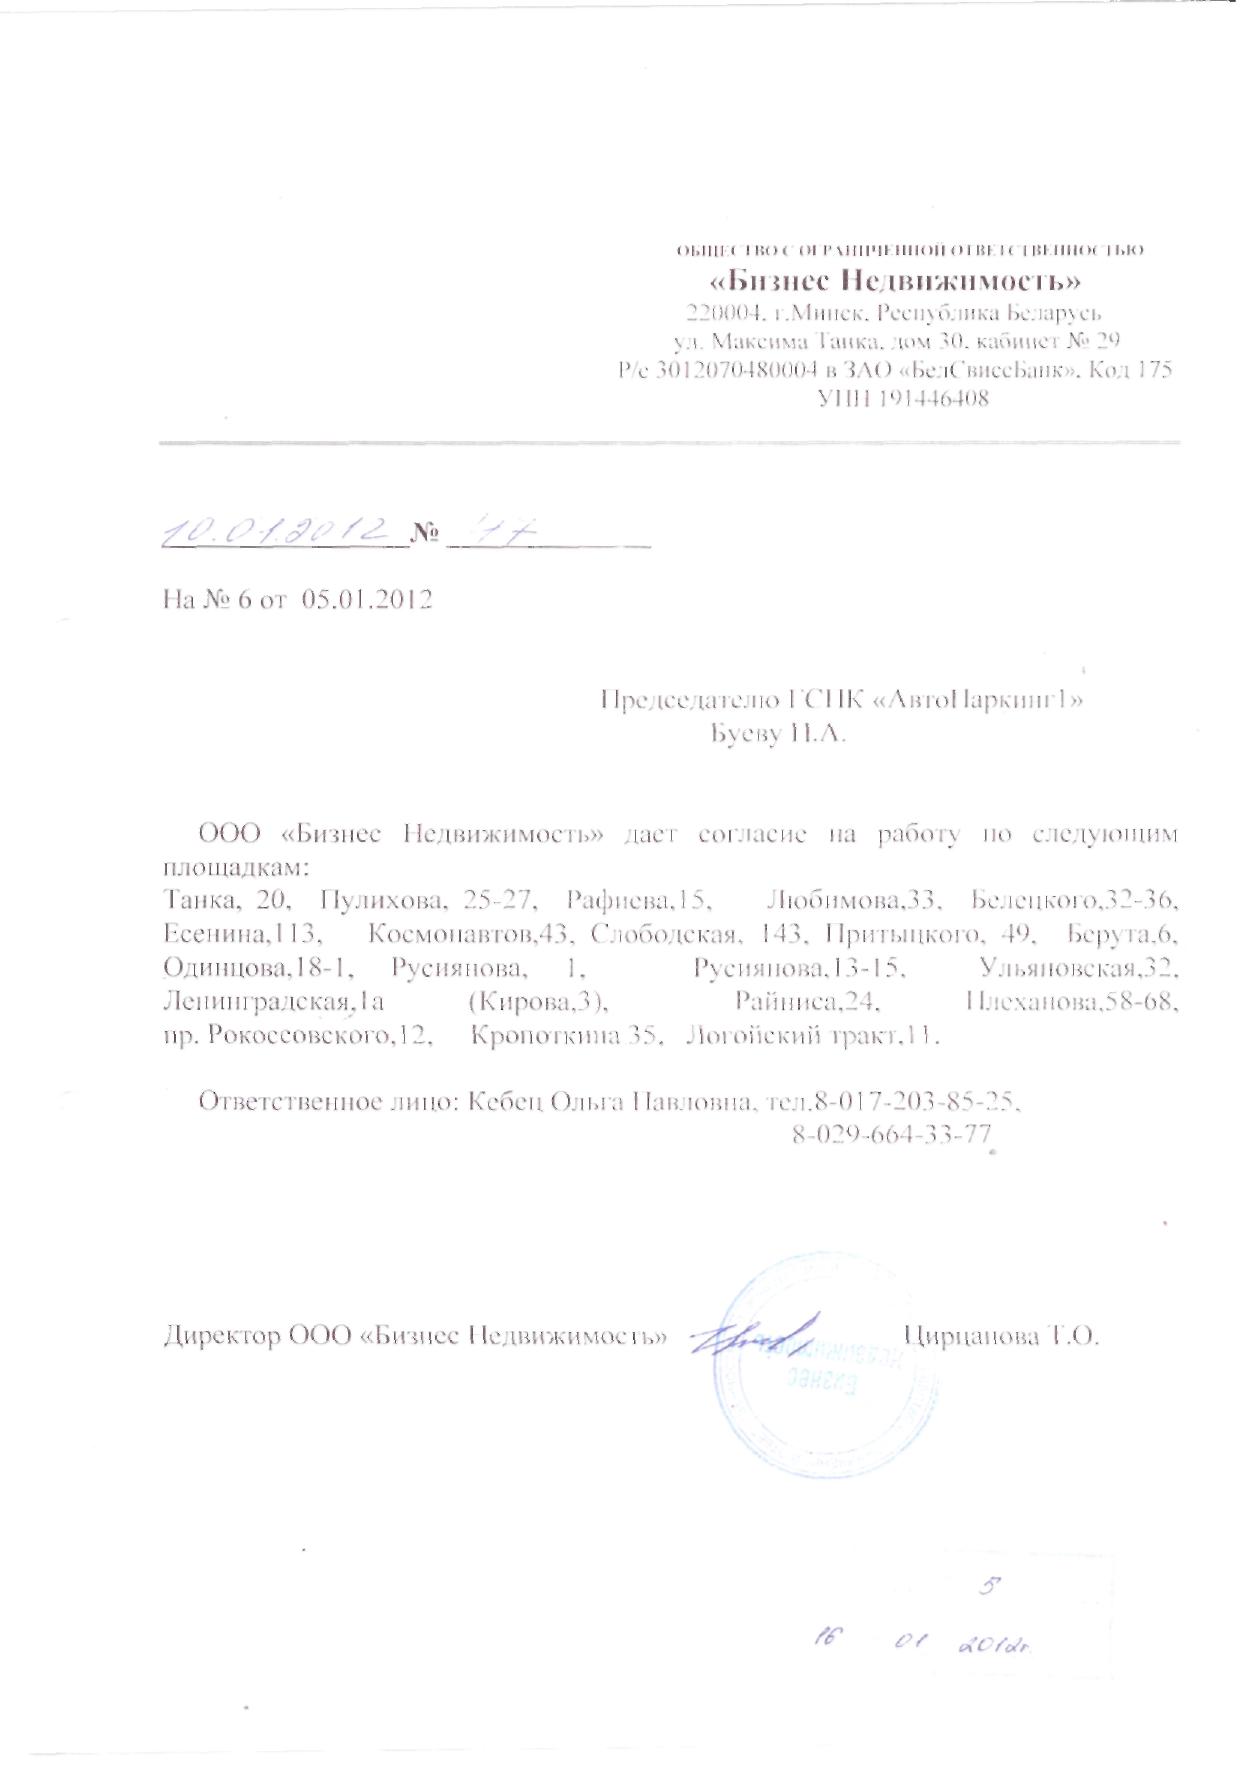 ОБЩЕСТВО С ОГРАНИЧЕННОЙ ОТВЕТСТВЕННОСТЬЮ
«Бизнес Недвижимость»
220004, г.Минск, Республика Беларусь
ул. Максима Танка, дом 30, кабинет № 29
Р/с 3012070480004 в ЗАО «БелСвиссБанк», Код 175
УНП 191446408
10.01.2012 № 47
На № 6 от 05.01.2012
Председателю ГСПК «АвтоПаркинг1»
Буеву П.А.
ООО «Бизнес Недвижимость» дает согласие на работу по следующим
площадкам:
Танка, 20, Пулихова, 25-27, Рафиева,15, Любимова,33, Белецкого,32-36,
Есенина,113, Космонавтов,43, Слободская, 143, Притыцкого, 49, Берута,6,
Одинцова,18-1, Русиянова, 1, Русиянова,13-15, Ульяновская,32,
Ленинградская,1а (Кирова,3), Райниса,24, Плеханова,58-68,
пр. Рокоссовского,12, Кропоткина 35, Логойский тракт,11.
Ответственное лицо: Кебец Ольга Павловна, тел.8-017-203-85-25,
8-029-664-33-77
Директор ООО «Бизнес Недвижимость» Цирцанова Т.О.
Недвижимость
Бизнес
5
16 01 2012г.